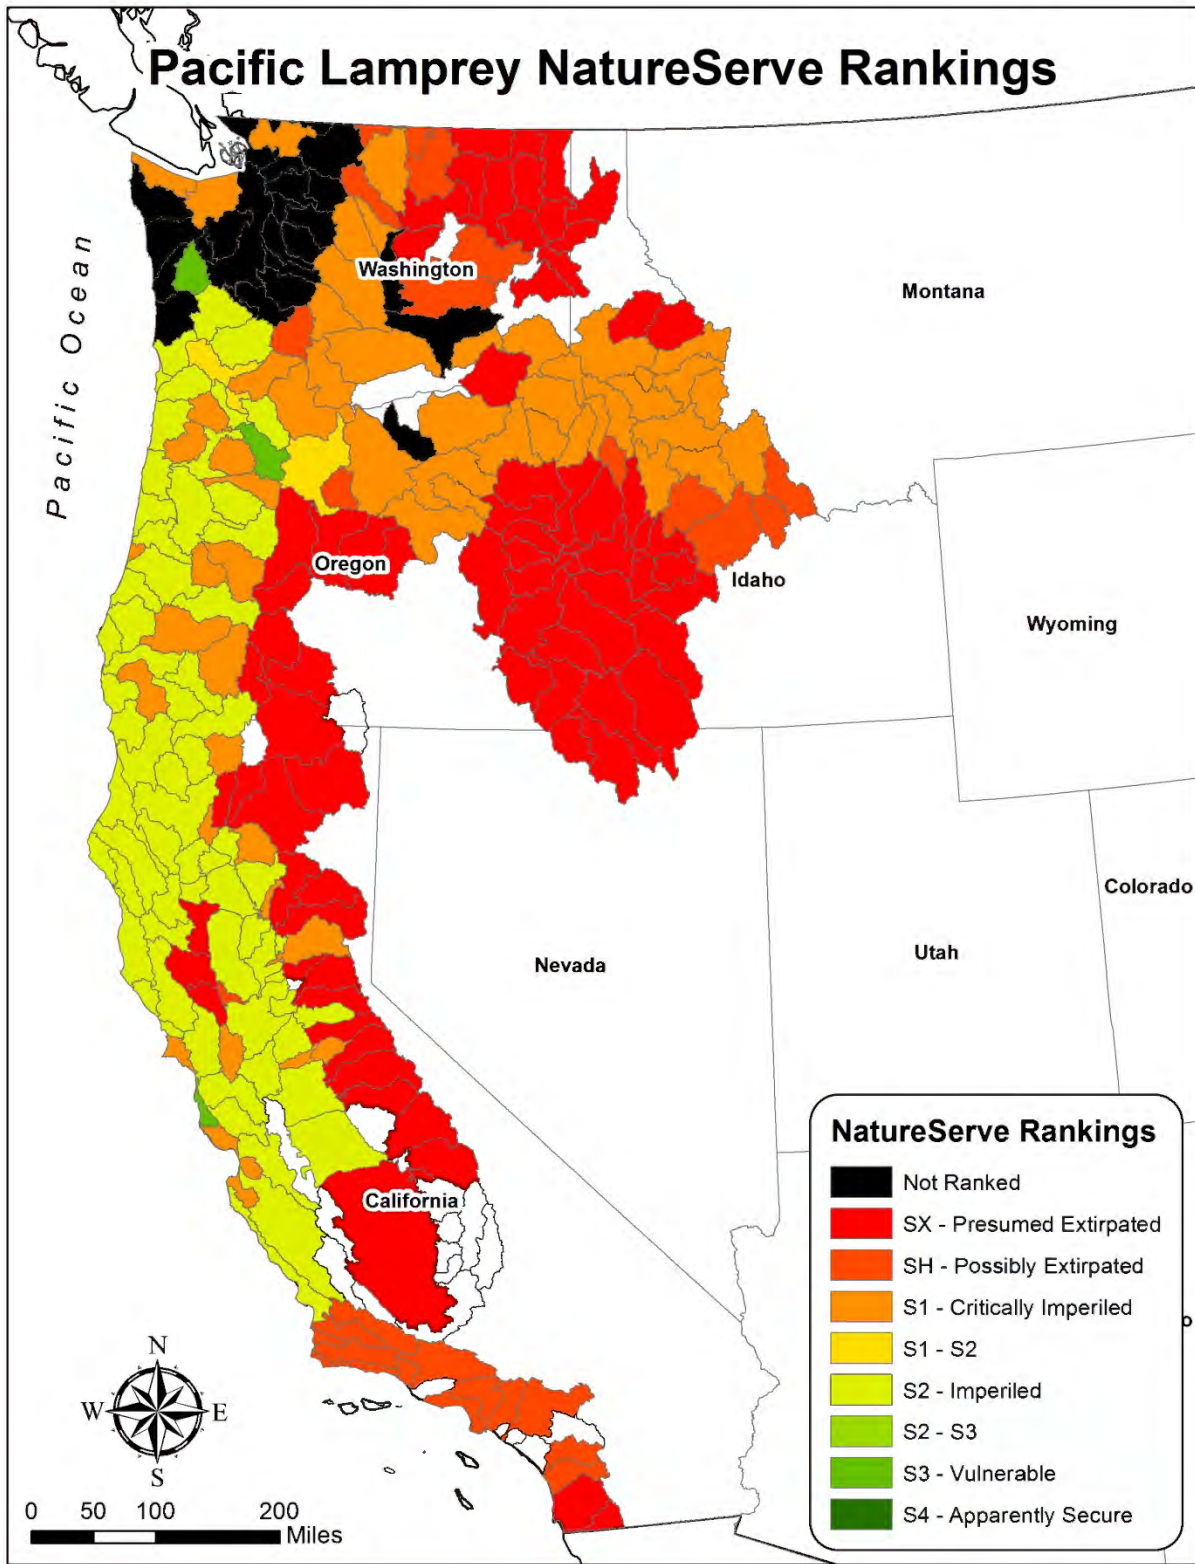 Pacific Lamprey NatureServe Rankings
Pacific Ocean
Washington
Montana
Oregon
Idaho
Wyoming
Colorado
Nevada
Utah
California
NatureServe Rankings
Not Ranked
SX - Presumed Extirpated
SH - Possibly Extirpated
S1 - Critically Imperiled
S1 - S2
S2 - Imperiled
S2 - S3
S3 - Vulnerable
S4 - Apparently Secure
o
N
W E
S
0 50 100 200
Miles